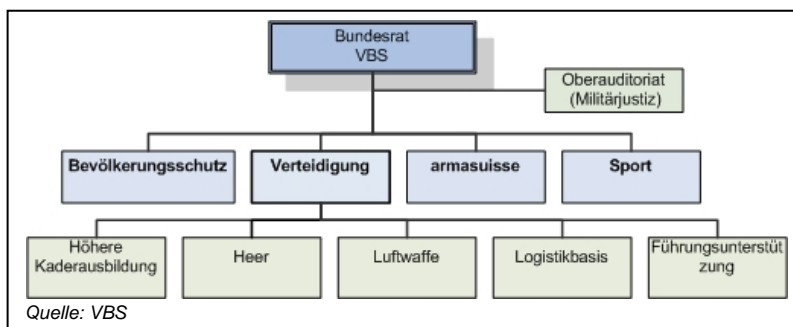 Bundesrat
VBS
Oberauditoriat
(Militärjustiz)
Bevölkerungsschutz
Verteidigung
armasuisse
Sport
Höhere
Kaderausbildung
Heer
Luftwaffe
Logistikbasis
Führungsunterstüt
zung
Quelle: VBS